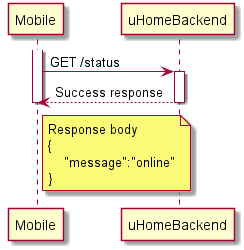 Mobile
uHomeBackend
GET /status
Success response
Response body
{
"message":"online"
}
Mobile
uHomeBackend